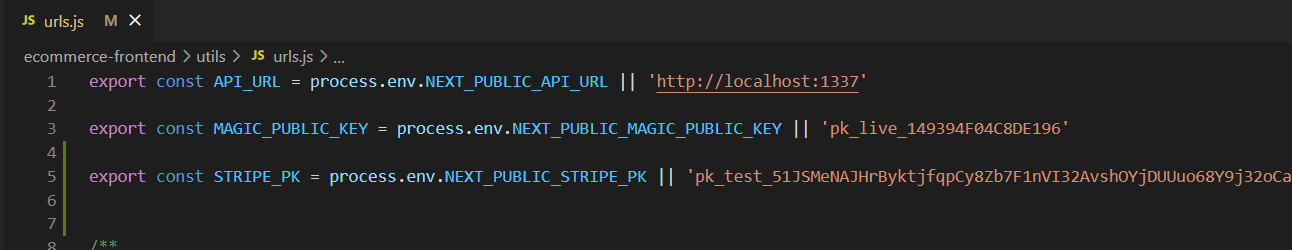 JS urls.js M ×
ecommerce-frontend > utils > JS urls.js > ...
1 export const API_URL = process.env.NEXT_PUBLIC_API_URL || 'http://localhost:1337'
2
3 export const MAGIC_PUBLIC_KEY = process.env.NEXT_PUBLIC_MAGIC_PUBLIC_KEY || 'pk_live_149394F04C8DE196'
4
5 export const STRIPE_PK = process.env.NEXT_PUBLIC_STRIPE_PK || 'pk_test_51JSMeNAJHrByktjfqpCy8Zb7F1nVI32AvshOYjDUUuo68Y9j32oCa
6
7
8 /**